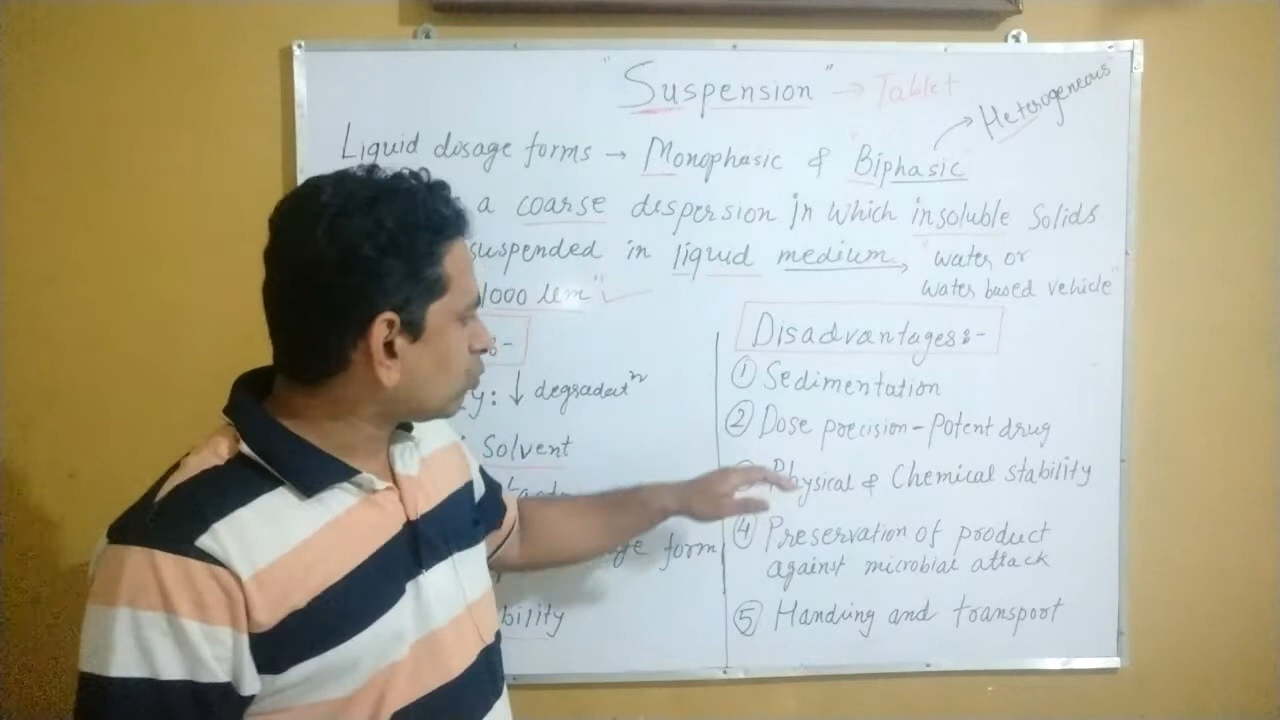 "Suspension" → Tablet
Heterogeneous
Liquid dosage forms → Monophasic & Biphasic
a coarse dispersion in which insoluble solids
suspended in liquid medium → "water or
water based vehicle"
1000 um"
:-
y: ↓ degradatn
Solvent
ge form
bility
Disadvantages:-
① Sedimentation
② Dose precision - Potent drug
Physical & Chemical stability
④ Preservation of product
against microbial attack
⑤ Handling and transport